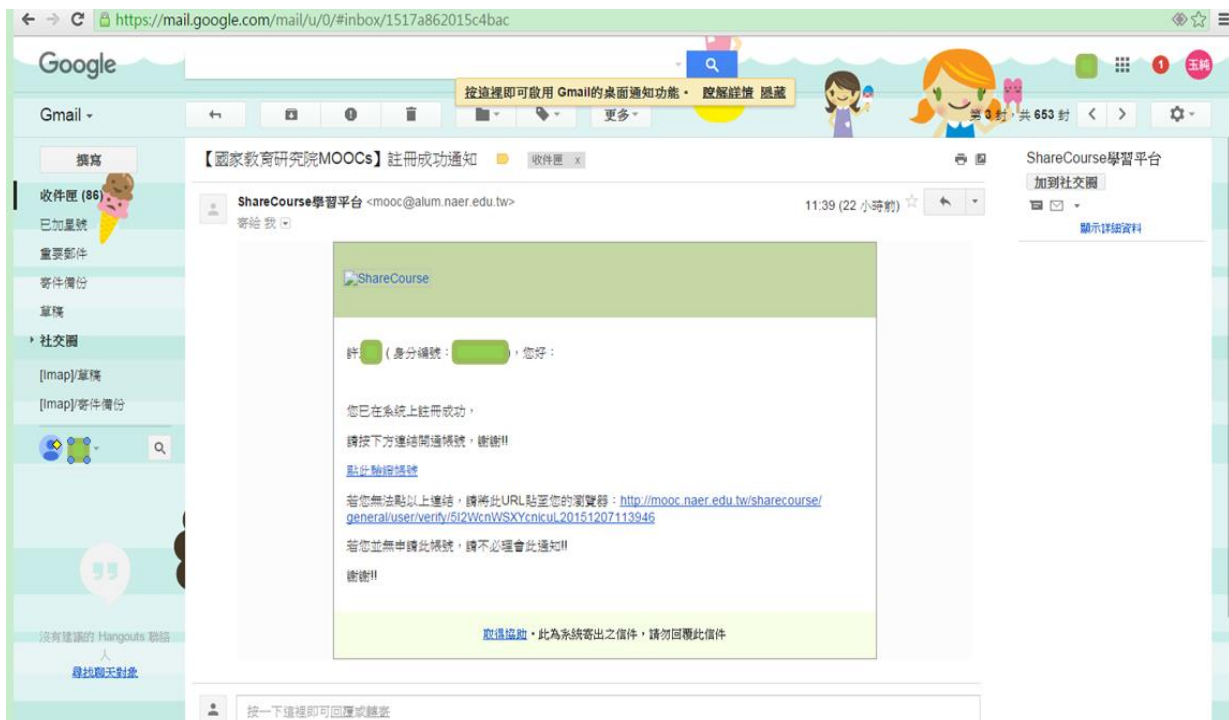 https://mail.google.com/mail/u/0/#inbox/1517a862015c4bac
Google
按這裡即可啟用 Gmail的桌面通知功能。 瞭解詳情 隱藏
1
玉純
Gmail
更多
第 3 封，共 653 封
撰寫
收件匣 (86)
已加星號
重要郵件
寄件備份
草稿
社交圈
[Imap]/草稿
[Imap]/寄件備份
沒有建議的 Hangouts 聯絡
人
尋找聊天對象
【國家教育研究院MOOCs】註冊成功通知
收件匣 x
ShareCourse學習平台 <mooc@alum.naer.edu.tw>
11:39 (22 小時前)
寄給 我
ShareCourse
許 ( 身分編號： )，您好：
您已在系統上註冊成功，
請按下方連結開通帳號，謝謝!!
點此驗證帳號
若您無法點以上連結，請將此URL貼至您的瀏覽器：http://mooc.naer.edu.tw/sharecourse/
general/user/verify/5I2WcnWSXYcnicuL20151207113946
若您並無申請此帳號，請不必理會此通知!!
謝謝!!
取得協助。此為系統寄出之信件，請勿回覆此信件
按一下這裡即可回覆或轉寄
ShareCourse學習平台
加到社交圈
顯示詳細資料